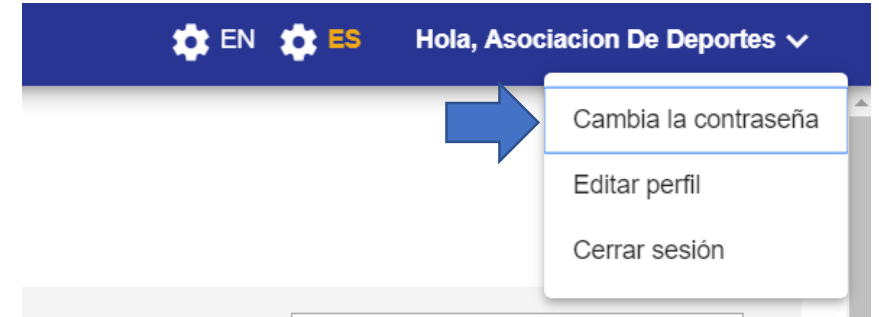 EN ES Hola, Asociacion De Deportes
Cambia la contraseña
Editar perfil
Cerrar sesión